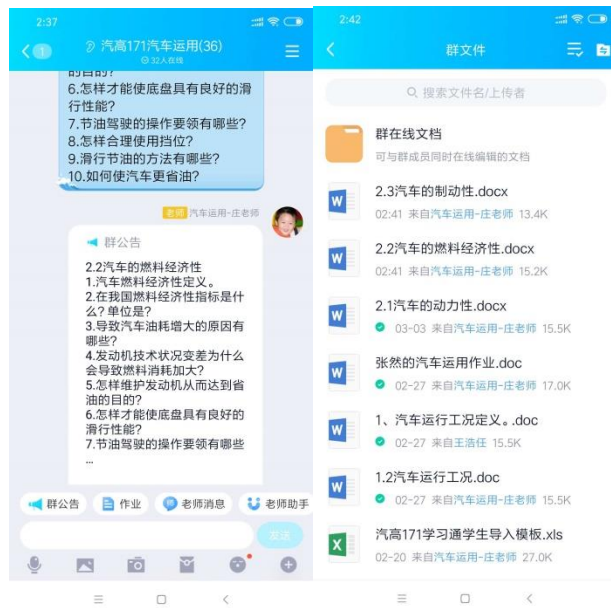 2:37
1
汽高171汽车运用(36)
32人在线
的目的?
6.怎样才能使底盘具有良好的滑
行性能?
7.节油驾驶的操作要领有哪些?
8.怎样合理使用挡位?
9.滑行节油的方法有哪些?
10.如何使汽车更省油?
老师 汽车运用-庄老师
群公告
2.2汽车的燃料经济性
1.汽车燃料经济性定义。
2.在我国燃料经济性指标是什
么?单位是?
3.导致汽车油耗增大的原因有
哪些?
4.发动机技术状况变差为什么
会导致燃料消耗加大?
5.怎样维护发动机从而达到省
油的目的?
6.怎样才能使底盘具有良好的
滑行性能?
7.节油驾驶的操作要领有哪些
...
群公告 作业 老师消息 老师助手
发送
2:42
群文件
搜索文件名/上传者
群在线文档
可与群成员同时在线编辑的文档
W
2.3汽车的制动性.docx
02:41 来自汽车运用-庄老师 13.4K
W
2.2汽车的燃料经济性.docx
02:41 来自汽车运用-庄老师 15.2K
W
2.1汽车的动力性.docx
03-03 来自汽车运用-庄老师 15.5K
W
张然的汽车运用作业.doc
02-27 来自汽车运用-庄老师 17.0K
W
1、汽车运行工况定义。.doc
02-27 来自王浩任 15.5K
W
1.2汽车运行工况.doc
02-27 来自汽车运用-庄老师 15.5K
X
汽高171学习通学生导入模板.xls
02-20 来自汽车运用-庄老师 27.0K